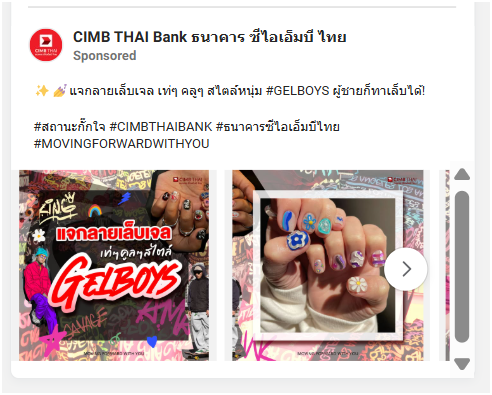 CIMB THAI Bank ธนาคาร ซีไอเอ็มบี ไทย
Sponsored
✨💅 แจกลายเล็บเจล เท่ๆ คลูๆ สไตล์หนุ่ม #GELBOYS ผู้ชายก็ทาเล็บได้!
#สถานะกั๊กใจ #CIMBTHAIBANK #ธนาคารซีไอเอ็มบีไทย
#MOVINGFORWARDWITHYOU
CIMB THAI
แจกลายเล็บเจล
เท่ๆคูลๆสไตล์
GELBOYS
SAVAGE
MOVING FORWARD WITH YOU
CIMB THAI
MOVING FORWARD WITH YOU